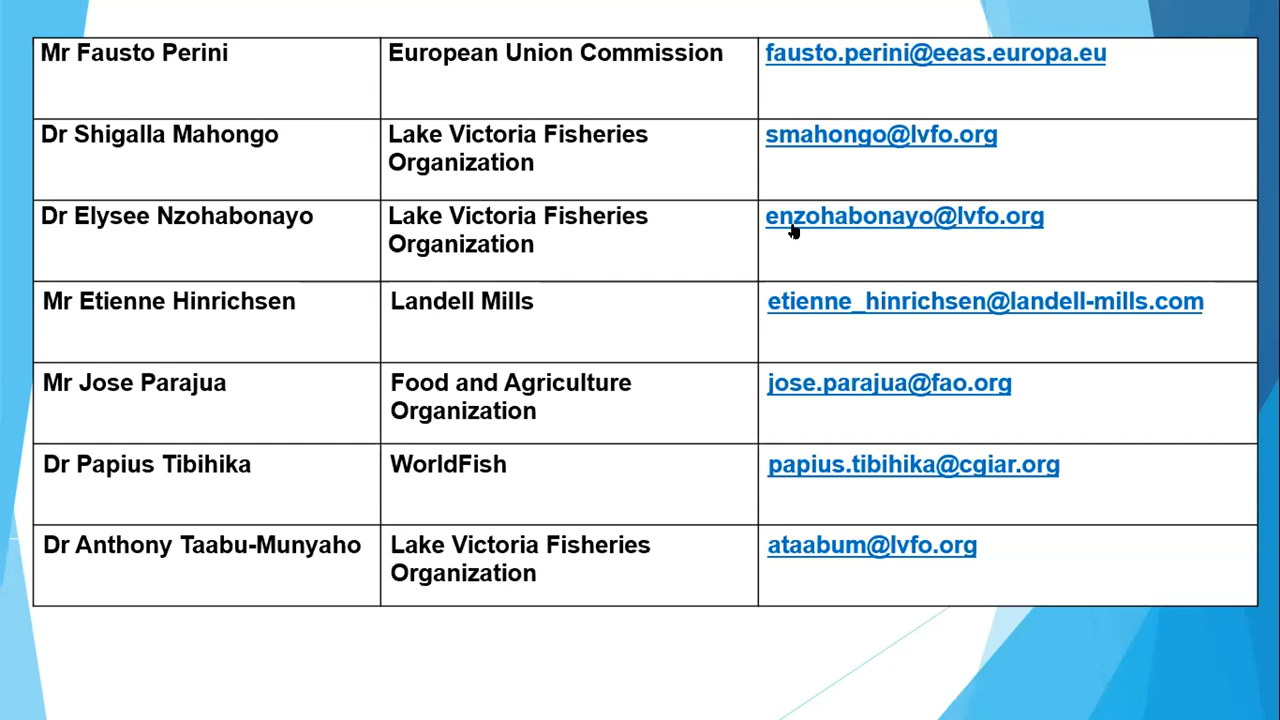 Mr Fausto Perini
European Union Commission
fausto.perini@eeas.europa.eu
Dr Shigalla Mahongo
Lake Victoria Fisheries
Organization
smahongo@lvfo.org
Dr Elysee Nzohabonayo
Lake Victoria Fisheries
Organization
enzohabonayo@lvfo.org
Mr Etienne Hinrichsen
Landell Mills
etienne_hinrichsen@landell-mills.com
Mr Jose Parajua
Food and Agriculture
Organization
jose.parajua@fao.org
Dr Papius Tibihika
WorldFish
papius.tibihika@cgiar.org
Dr Anthony Taabu-Munyaho
Lake Victoria Fisheries
Organization
ataabum@lvfo.org